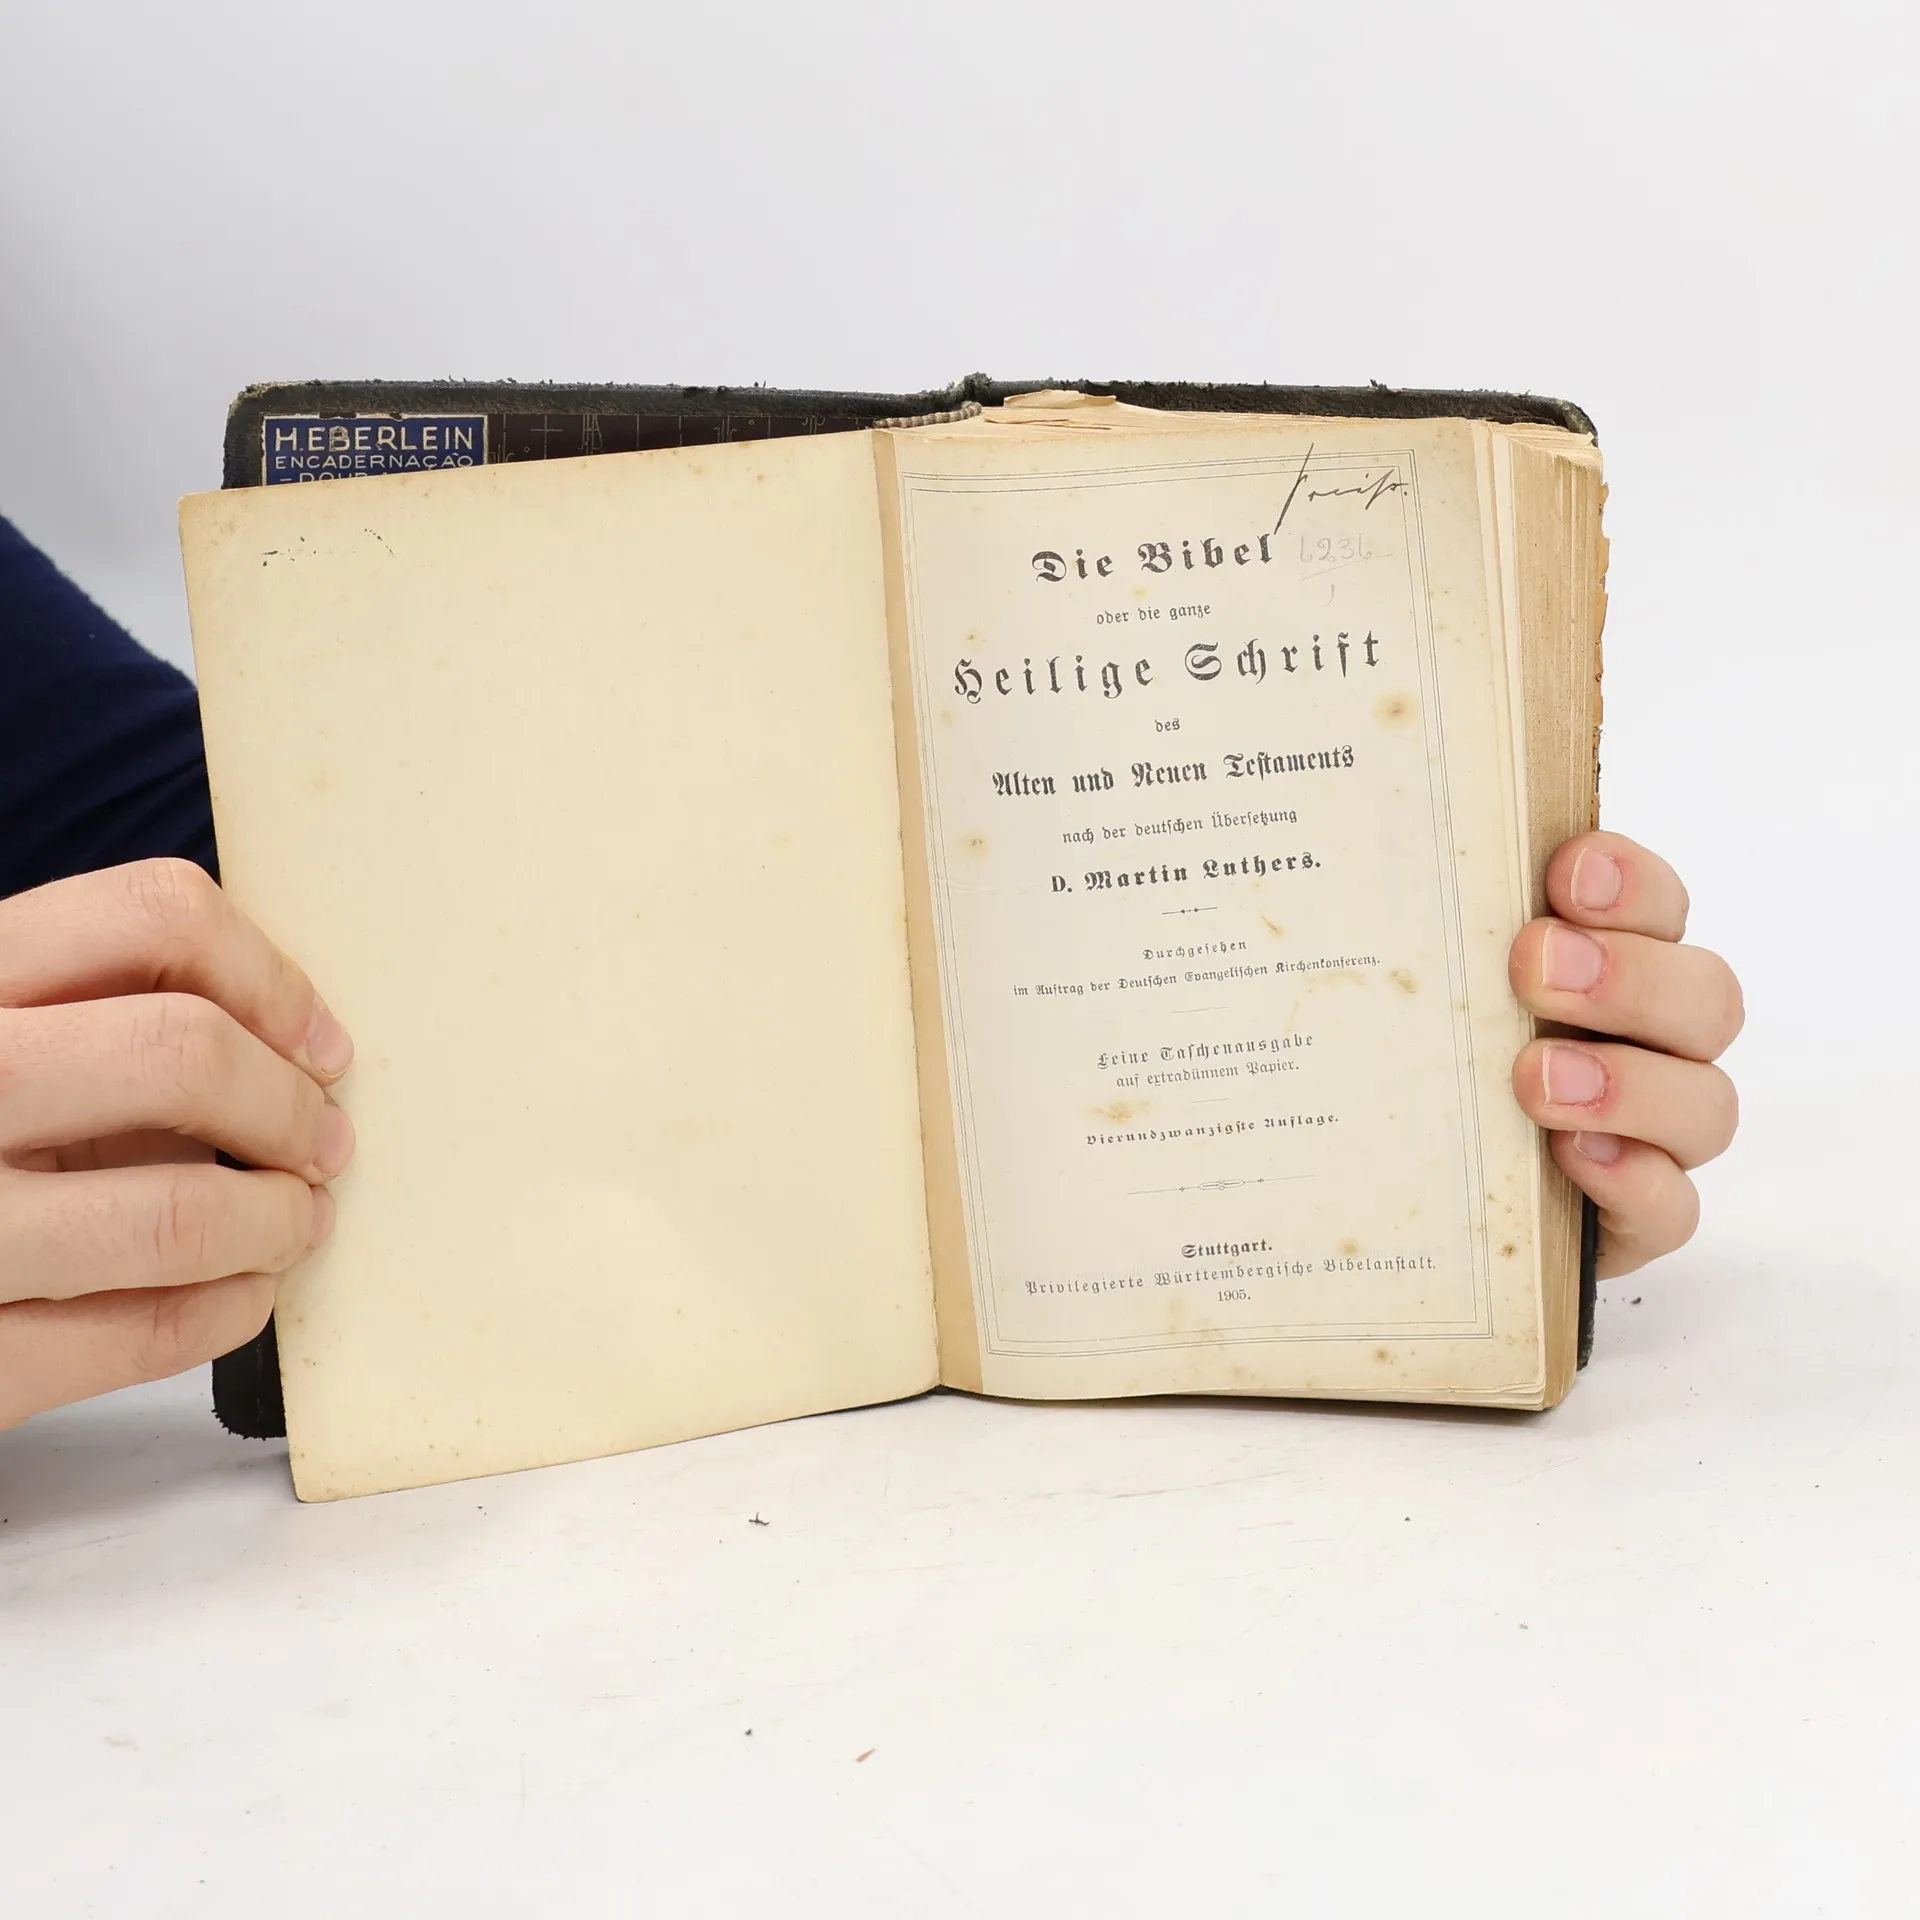 H. EBERLEIN
ENCADERNAÇÃO
6236
Die Bibel
oder die ganze
Heilige Schrift
des
Alten und Neuen Testaments
nach der deutschen Übersetzung
D. Martin Luthers.
Durchgesehen
im Auftrag der Deutschen Evangelischen Kirchenkonferenz.
Feine Taschenausgabe
auf extradünnem Papier.
Vierundzwanzigste Auflage.
Stuttgart.
Privilegierte Württembergische Bibelanstalt.
1905.